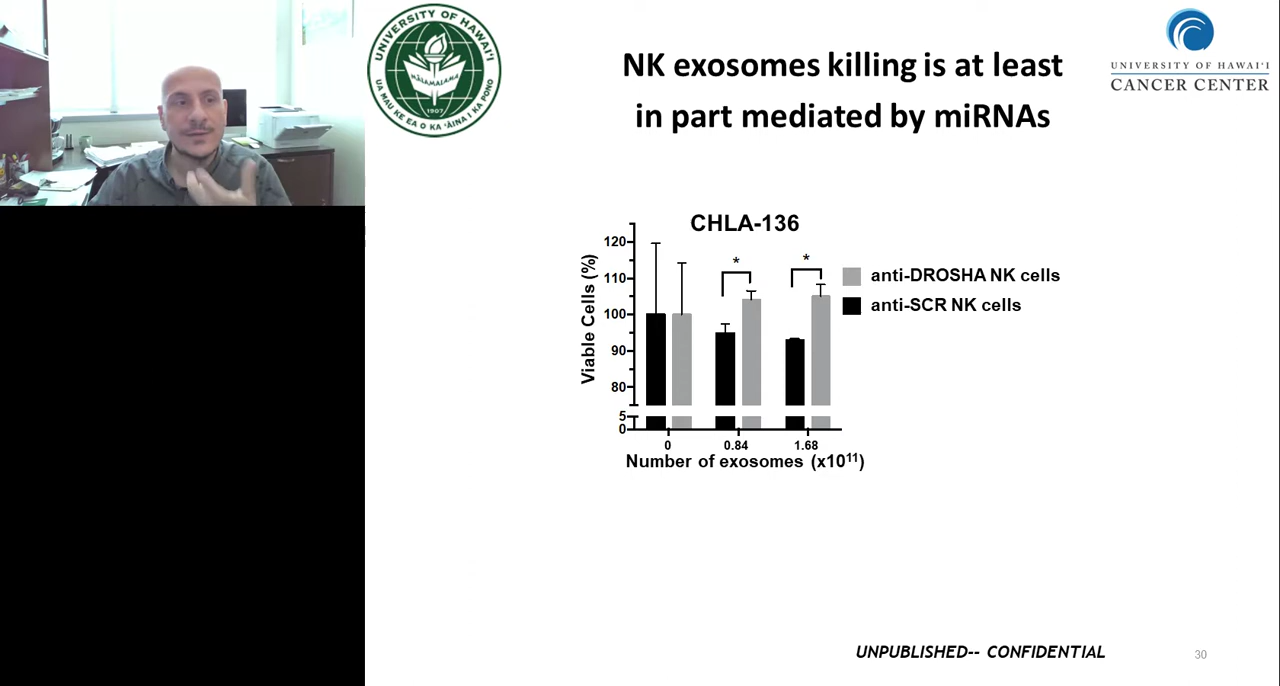 UNIVERSITY OF HAWAI'I
MĀLAMALAMA
1907
UA MAU KE EA O KA 'ĀINA I KA PONO
NK exosomes killing is at least
in part mediated by miRNAs
UNIVERSITY OF HAWAI'I
CANCER CENTER
CHLA-136
Viable Cells (%)
120
110
100
90
80
5
0
*
*
0
0.84
1.68
Number of exosomes (x10¹¹)
anti-DROSHA NK cells
anti-SCR NK cells
UNPUBLISHED-- CONFIDENTIAL
30